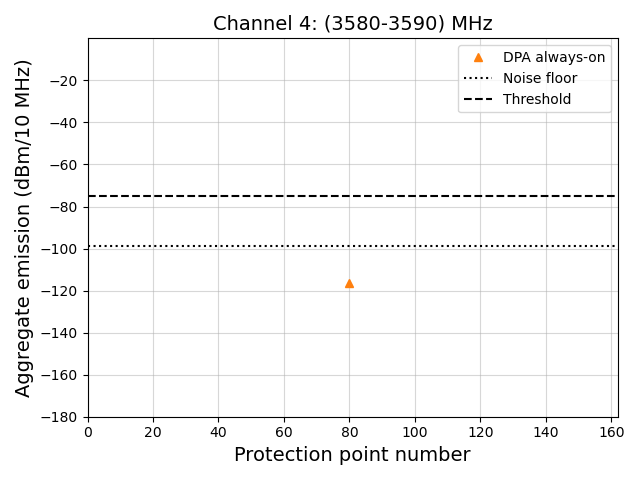 Channel 4: (3580-3590) MHz
DPA always-on
Noise floor
Threshold
Aggregate emission (dBm/10 MHz)
−20
−40
−60
−80
−100
−120
−140
−160
−180
0 20 40 60 80 100 120 140 160
Protection point number